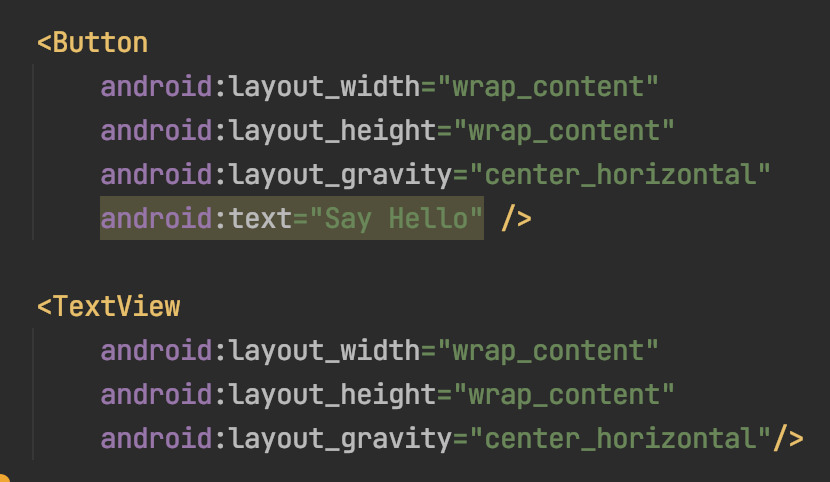 <Button
android:layout_width="wrap_content"
android:layout_height="wrap_content"
android:layout_gravity="center_horizontal"
android:text="Say Hello" />
<TextView
android:layout_width="wrap_content"
android:layout_height="wrap_content"
android:layout_gravity="center_horizontal"/>